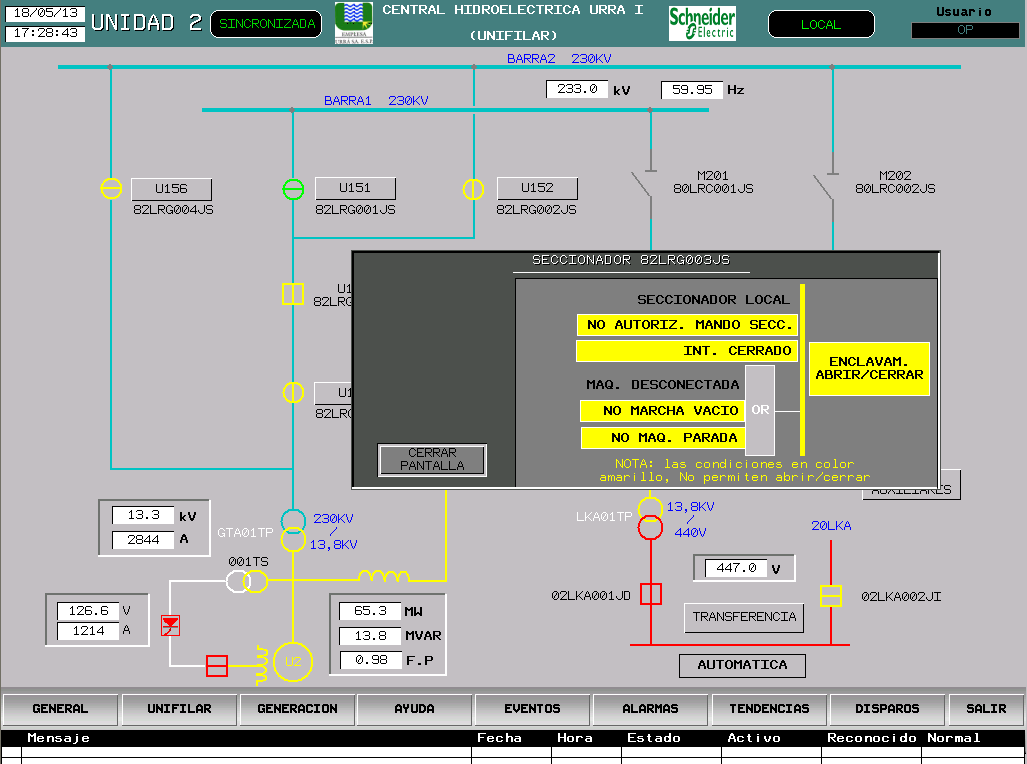 18/05/13
17:28:43
UNIDAD 2
SINCRONIZADA
EMPRESA
URRA S.A. E.S.P
CENTRAL HIDROELECTRICA URRA I
(UNIFILAR)
Schneider
Electric
LOCAL
Usuario
OP
BARRA2 230KV
233.0 kV
59.95 Hz
BARRA1 230KV
U156
82LRG004JS
U151
82LRG001JS
U152
82LRG002JS
M201
80LRC001JS
M202
80LRC002JS
U1
82LRG
U1
82LRG
SECCIONADOR 82LRG003JS
SECCIONADOR LOCAL
NO AUTORIZ. MANDO SECC.
INT. CERRADO
ENCLAVAM.
ABRIR/CERRAR
MAQ. DESCONECTADA
NO MARCHA VACIO
OR
NO MAQ. PARADA
CERRAR
PANTALLA
NOTA: las condiciones en color
amarillo, No permiten abrir/cerrar
AUXILIARES
13.3 kV
2844 A
GTA01TP
230KV
/
13,8KV
LKA01TP
13,8KV
/
440V
20LKA
001TS
126.6 V
1214 A
65.3 MW
13.8 MVAR
0.98 F.P
U2
447.0 V
02LKA001JD
02LKA002JI
TRANSFERENCIA
AUTOMATICA
GENERAL UNIFILAR GENERACION AYUDA EVENTOS ALARMAS TENDENCIAS DISPAROS SALIR
Mensaje Fecha Hora Estado Activo Reconocido Normal